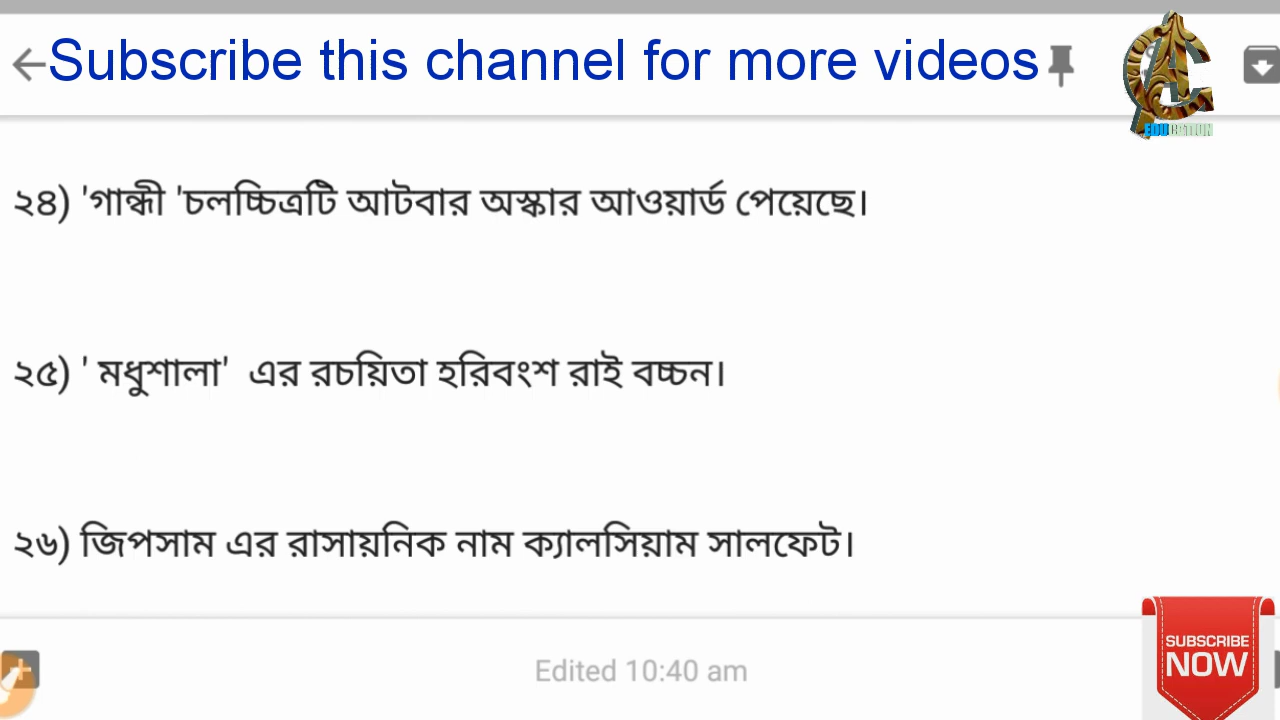 Subscribe this channel for more videos
EDUCATION
২৪) 'গান্ধী 'চলচ্চিত্রটি আটবার অস্কার আওয়ার্ড পেয়েছে।
২৫) ' মধুশালা'  এর রচয়িতা হরিবংশ রাই বচ্চন।
২৬) জিপসাম এর রাসায়নিক নাম ক্যালসিয়াম সালফেট।
Edited 10:40 am
SUBSCRIBE
NOW